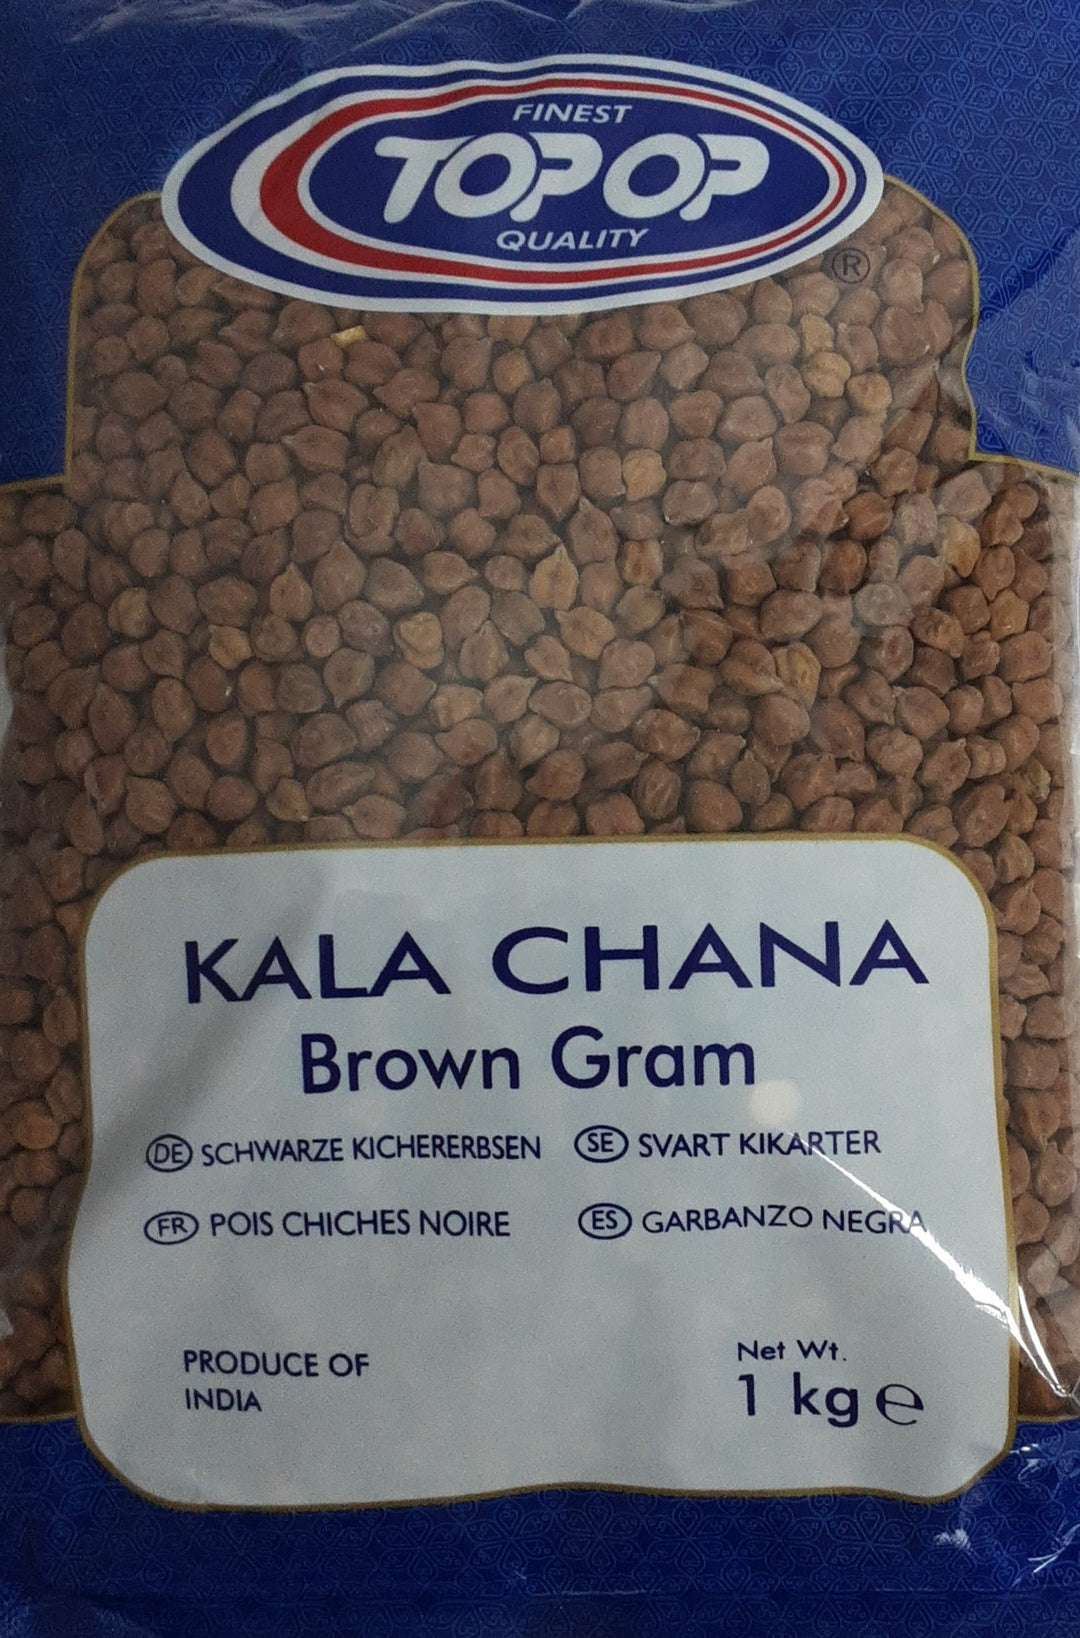 FINEST
TOPOP
QUALITY
®
KALA CHANA
Brown Gram
DE SCHWARZE KICHERERBSEN
SE SVART KIKÄRTER
FR POIS CHICHES NOIRE
ES GARBANZO NEGRA
PRODUCE OF
INDIA
Net Wt.
1 kg ℮